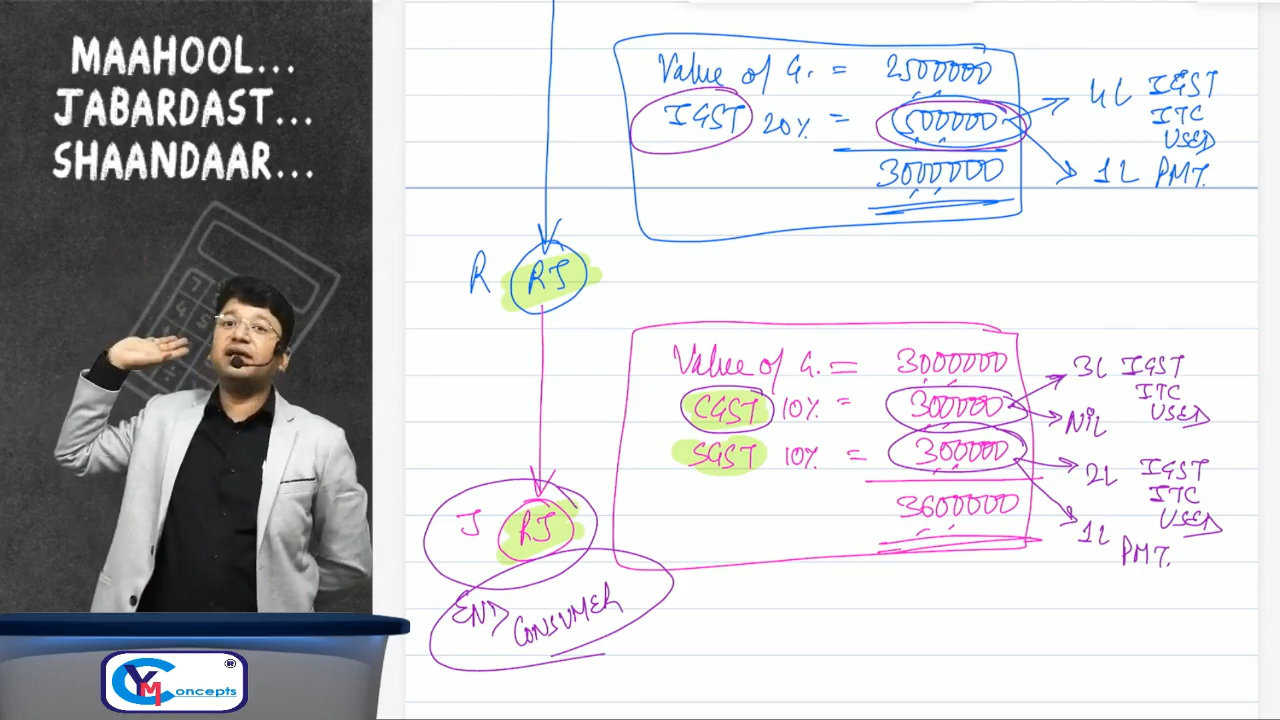 MAAHOOL...
JABARDAST...
SHAANDAAR...
Value of G. = 2500000
IGST 20% = 500000
3000000
4L IGST
ITC
USED
1L PMT.
R RJ
Value of G. = 3000000
CGST 10% = 300000
SGST 10% = 300000
3600000
3L IGST
ITC
USED
NIL
2L IGST
ITC
USED
1L PMT.
J RJ
END CONSUMER
CYM Concepts ®